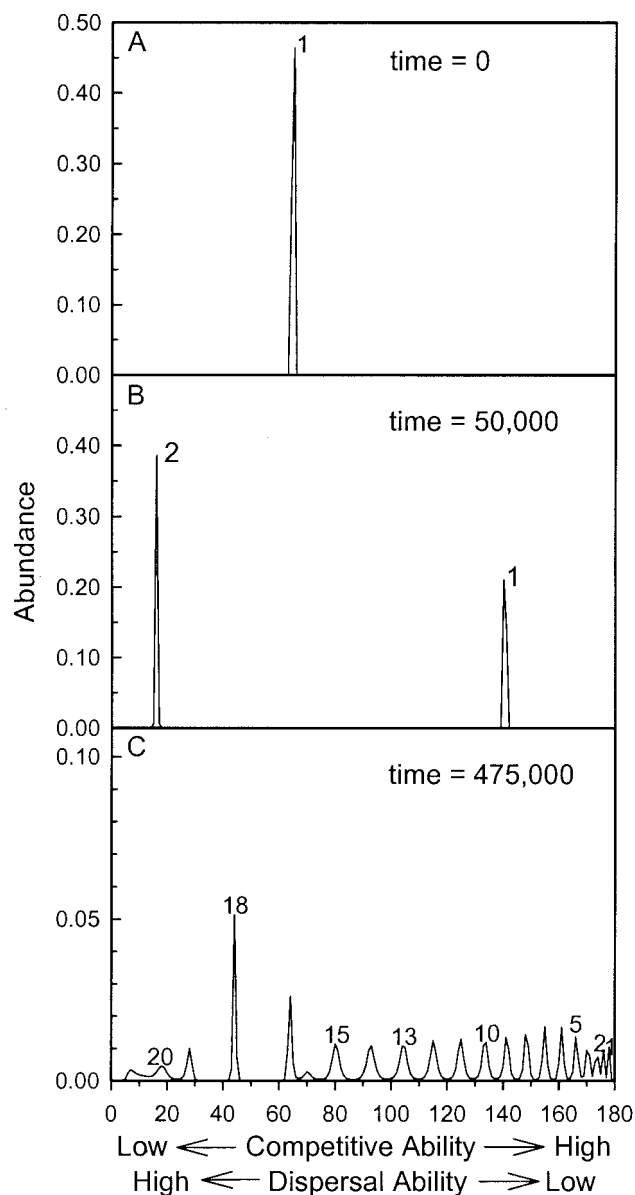 A
1
time = 0
0.50
0.40
0.30
0.20
0.10
0.00
B
2
1
time = 50,000
0.40
0.30
0.20
0.10
0.00
Abundance
C
time = 475,000
0.10
0.05
0.00
20
18
15
13
10
5
2
1
0 20 40 60 80 100 120 140 160 180
Low Competitive Ability High
High Dispersal Ability Low